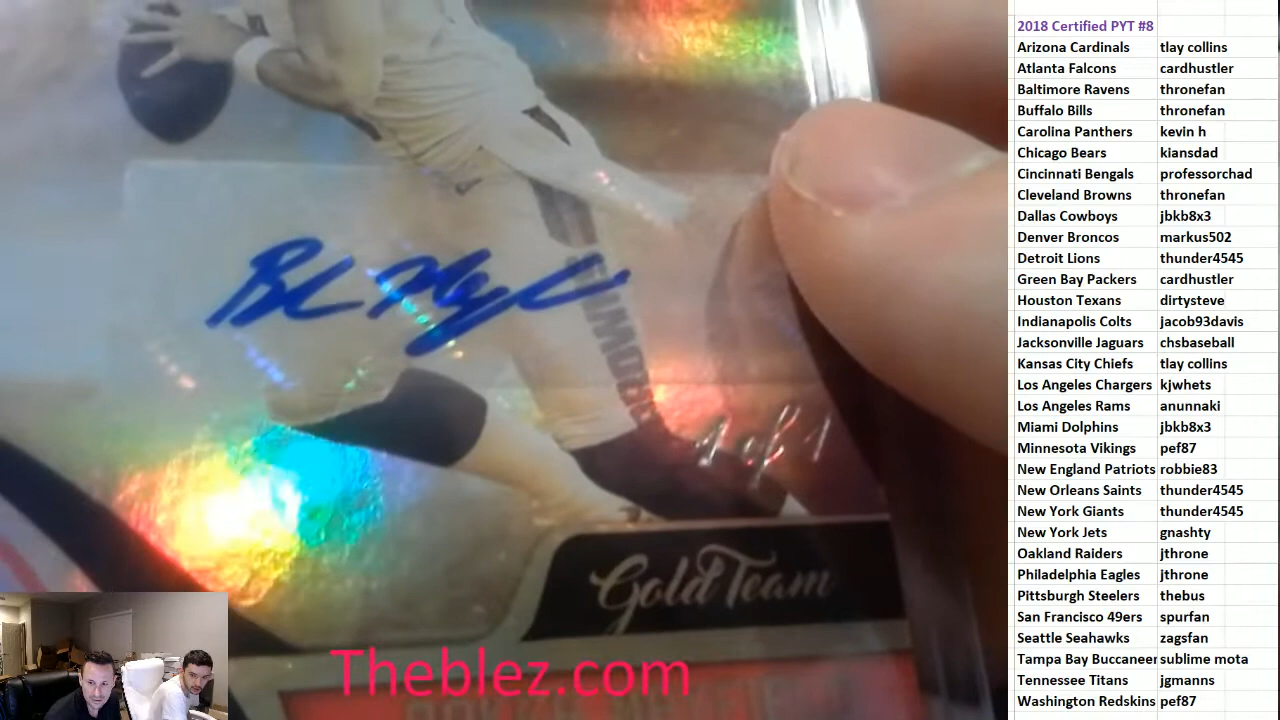 2018 Certified PYT #8
Arizona Cardinals tlay collins
Atlanta Falcons cardhustler
Baltimore Ravens thronefan
Buffalo Bills thronefan
Carolina Panthers kevin h
Chicago Bears kiansdad
Cincinnati Bengals professorchad
Cleveland Browns thronefan
Dallas Cowboys jbkb8x3
Denver Broncos markus502
Detroit Lions thunder4545
Green Bay Packers cardhustler
Houston Texans dirtysteve
Indianapolis Colts jacob93davis
Jacksonville Jaguars chsbaseball
Kansas City Chiefs tlay collins
Los Angeles Chargers kjwhets
Los Angeles Rams anunnaki
Miami Dolphins jbkb8x3
Minnesota Vikings pef87
New England Patriots robbie83
New Orleans Saints thunder4545
New York Giants thunder4545
New York Jets gnashty
Oakland Raiders jthrone
Philadelphia Eagles jthrone
Pittsburgh Steelers thebus
San Francisco 49ers spurfan
Seattle Seahawks zagsfan
Tampa Bay Buccaneer sublime mota
Tennessee Titans jgmanns
Washington Redskins pef87
BROWNS
1 of 1
Gold Team
Theblez.com